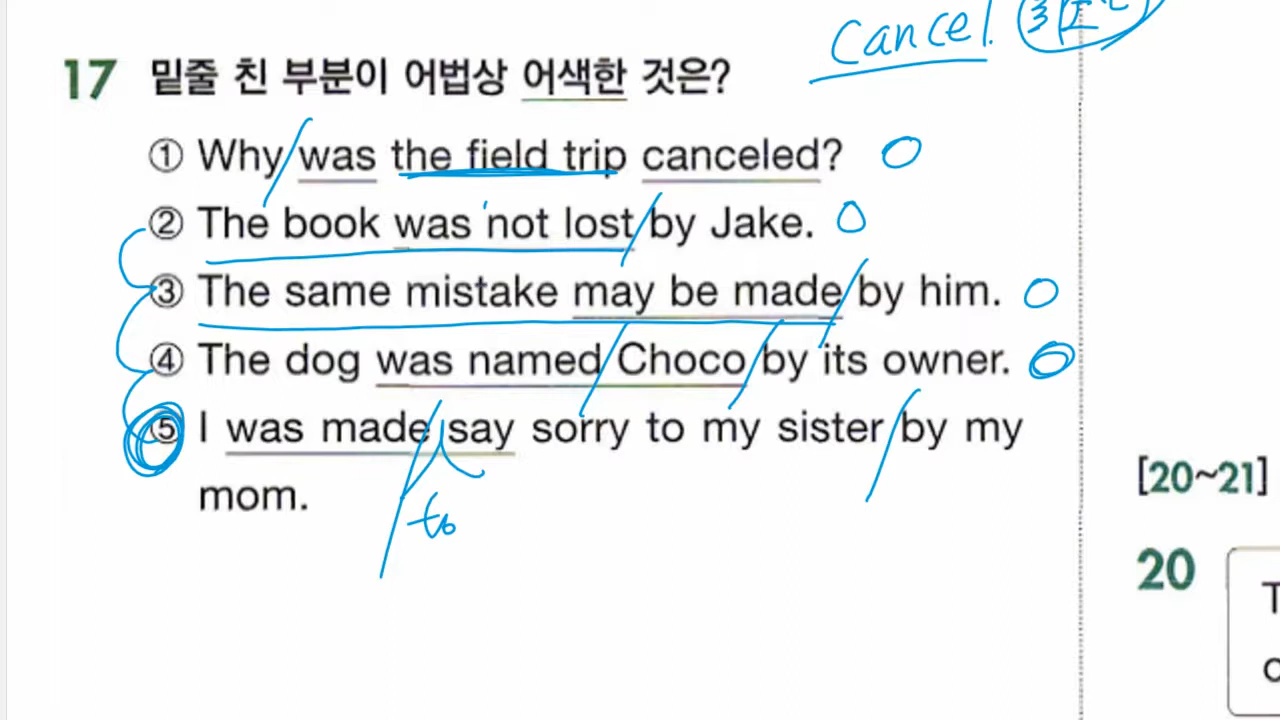 cancel 취소
17 밑줄 친 부분이 어법상 어색한 것은?
① Why was the field trip canceled?
② The book was not lost by Jake.
③ The same mistake may be made by him.
④ The dog was named Choco by its owner.
⑤ I was made say sorry to my sister by my
mom.
to
[20~21]
20